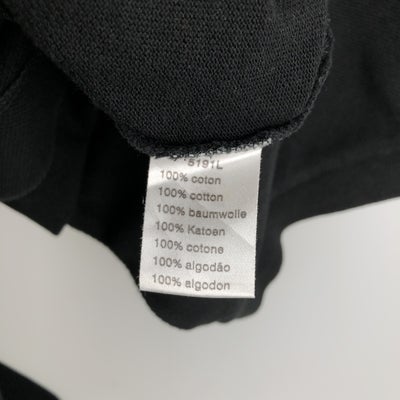 5191L
100% coton
100% cotton
100% baumwolle
100% Katoen
100% cotone
100% algodão
100% algodon